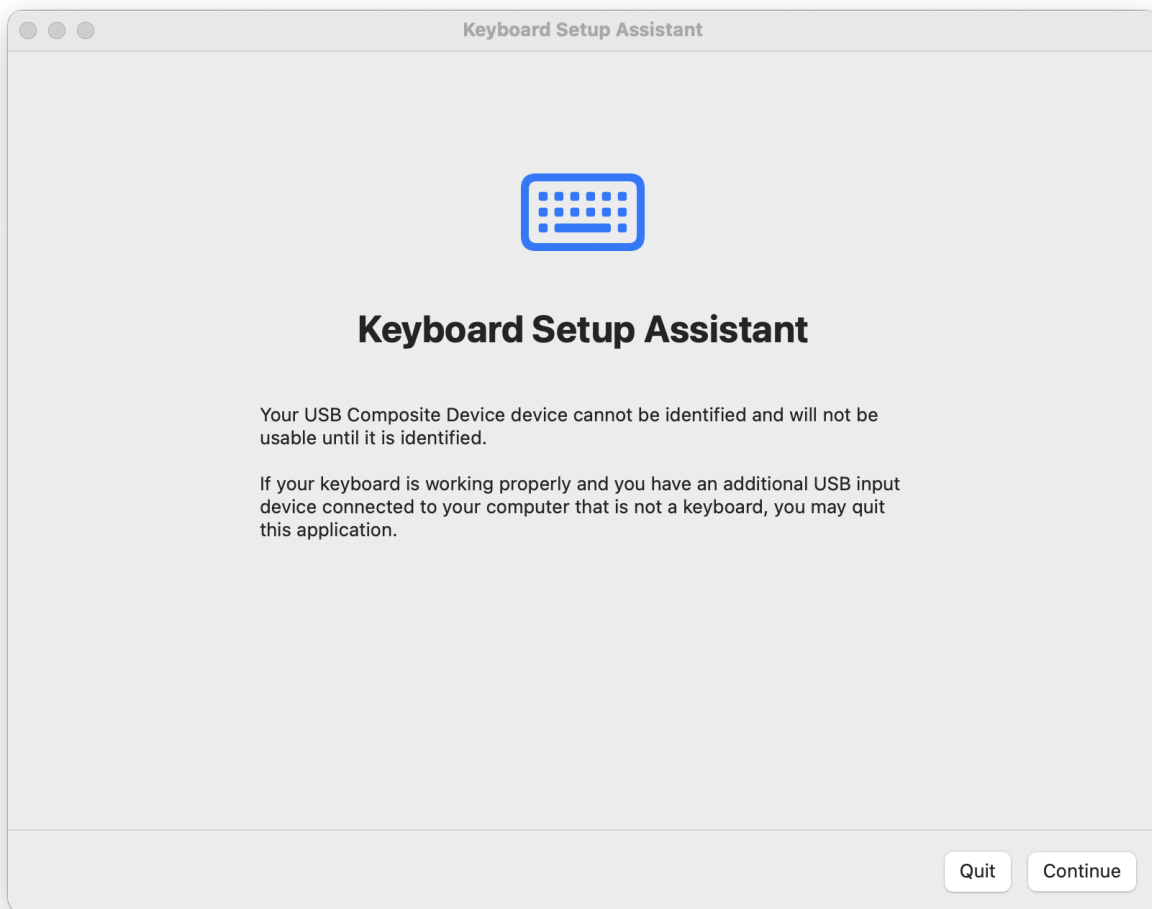 Keyboard Setup Assistant
Keyboard Setup Assistant
Your USB Composite Device device cannot be identified and will not be
usable until it is identified.
If your keyboard is working properly and you have an additional USB input
device connected to your computer that is not a keyboard, you may quit
this application.
Quit
Continue